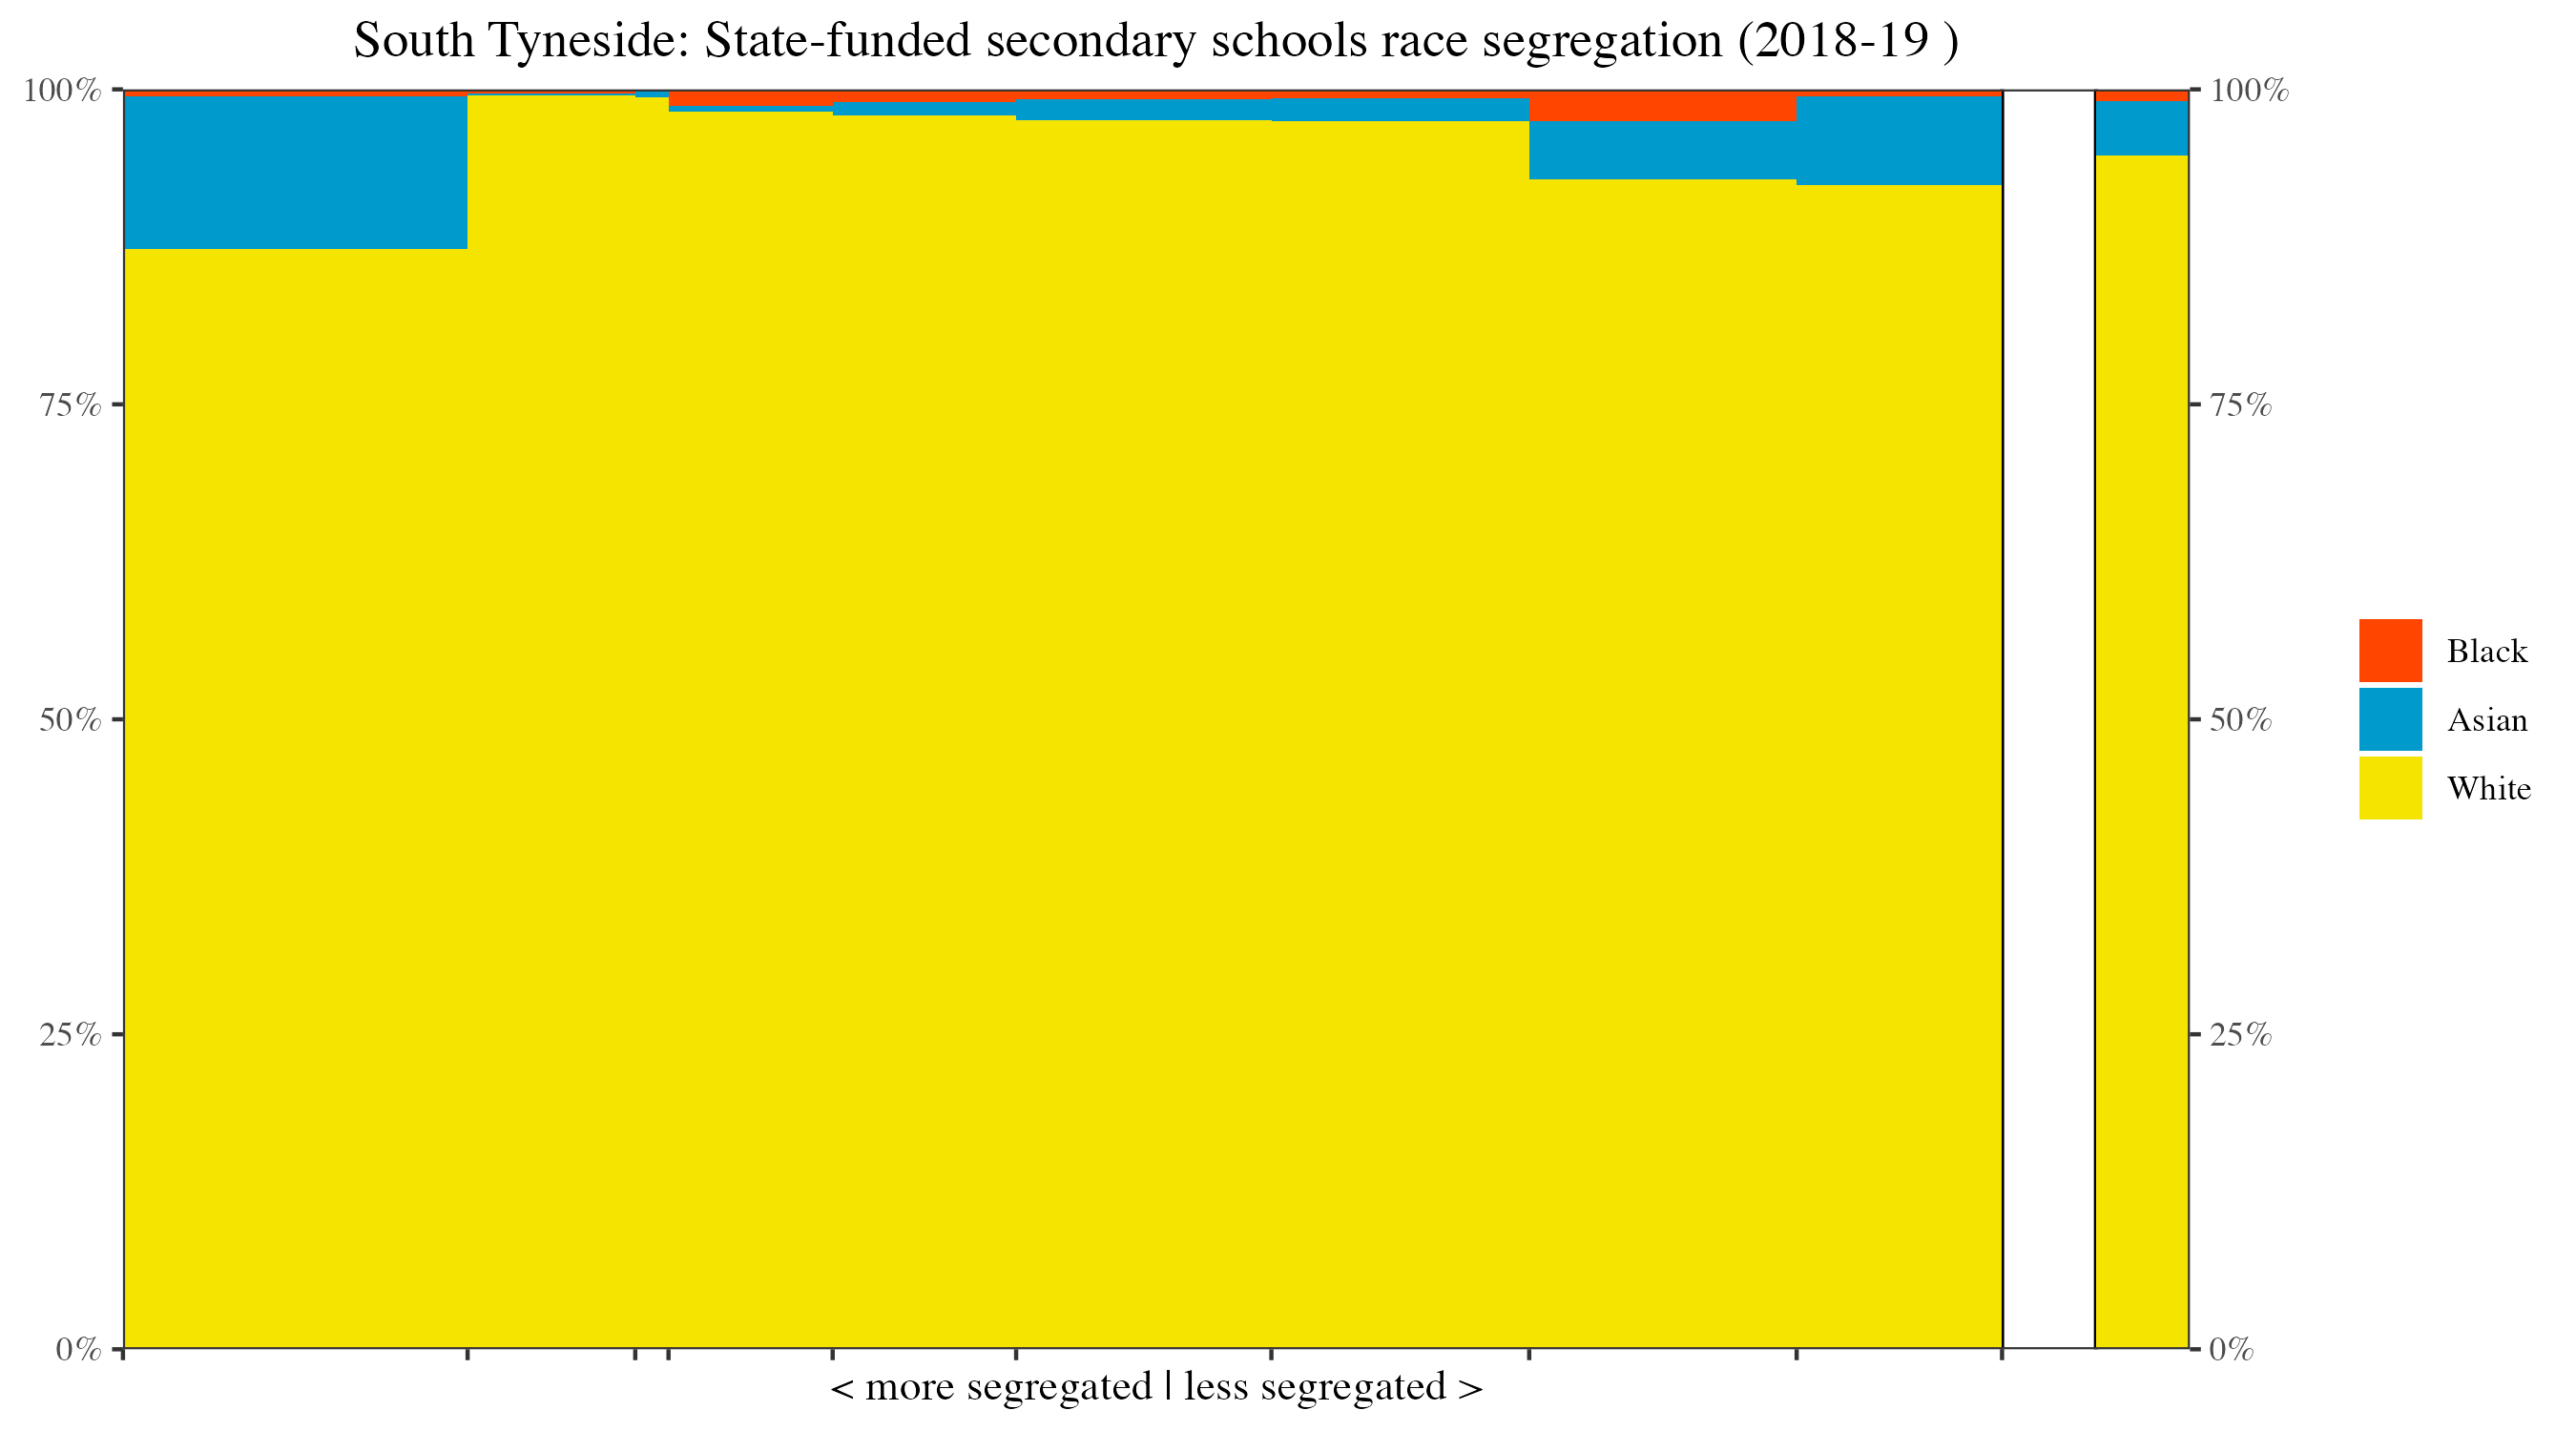 South Tyneside: State-funded secondary schools race segregation (2018-19 )
100%
75%
50%
25%
0%
100%
75%
50%
25%
0%
Black
Asian
White
< more segregated | less segregated >